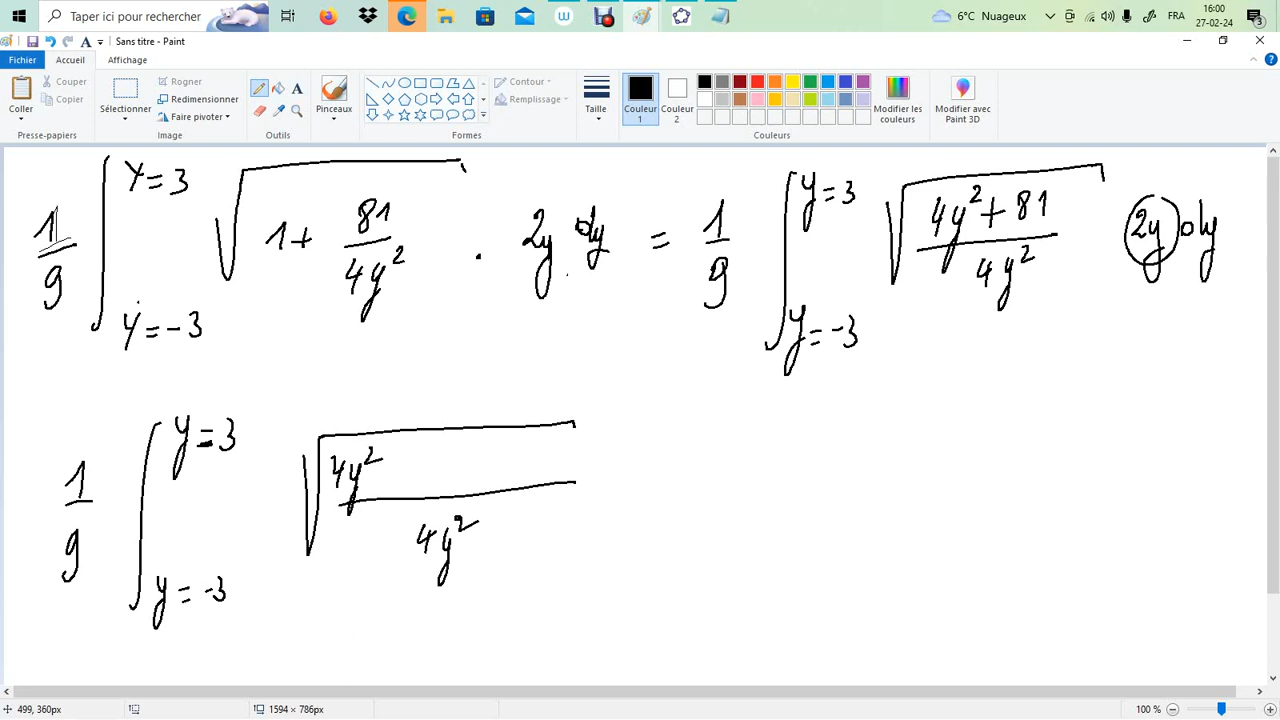 Taper ici pour rechercher
6°C Nuageux
FRA
16:00
27-02-24
3
Sans titre - Paint
Fichier Accueil Affichage
Coller
Couper
Copier
Presse-papiers
Sélectionner
Rogner
Redimensionner
Faire pivoter
Image
A
Outils
Pinceaux
Contour
Remplissage
Formes
Taille
Couleur 1
Couleur 2
Modifier les couleurs
Couleurs
Modifier avec Paint 3D
1/9 ∫_{y=-3}^{y=3} √(1 + 81/4y²) . 2y dy = 1/9 ∫_{y=-3}^{y=3} √((4y² + 81)/4y²) 2y dy
1/9 ∫_{y=-3}^{y=3} √(4y² /4y²)
499, 360px
1594 × 786px
100 %